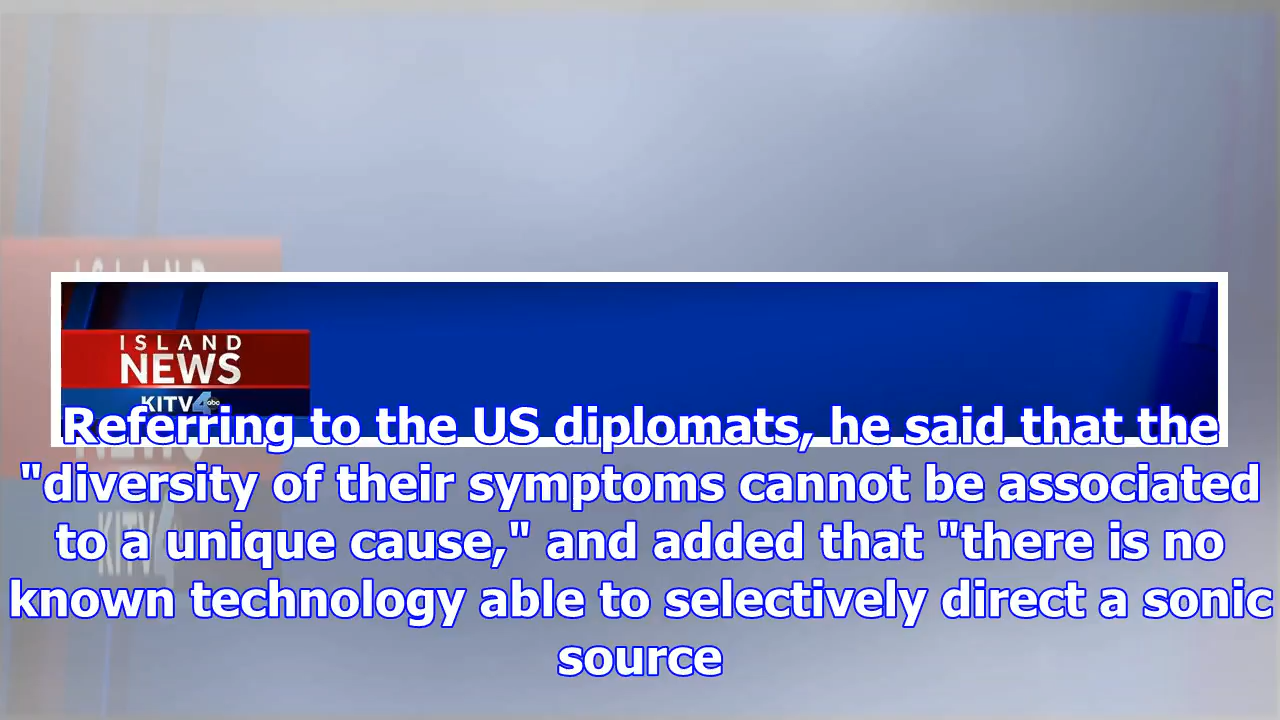 ISLAND
NEWS
KITV4 abc
Referring to the US diplomats, he said that the
"diversity of their symptoms cannot be associated
to a unique cause," and added that "there is no
known technology able to selectively direct a sonic
source